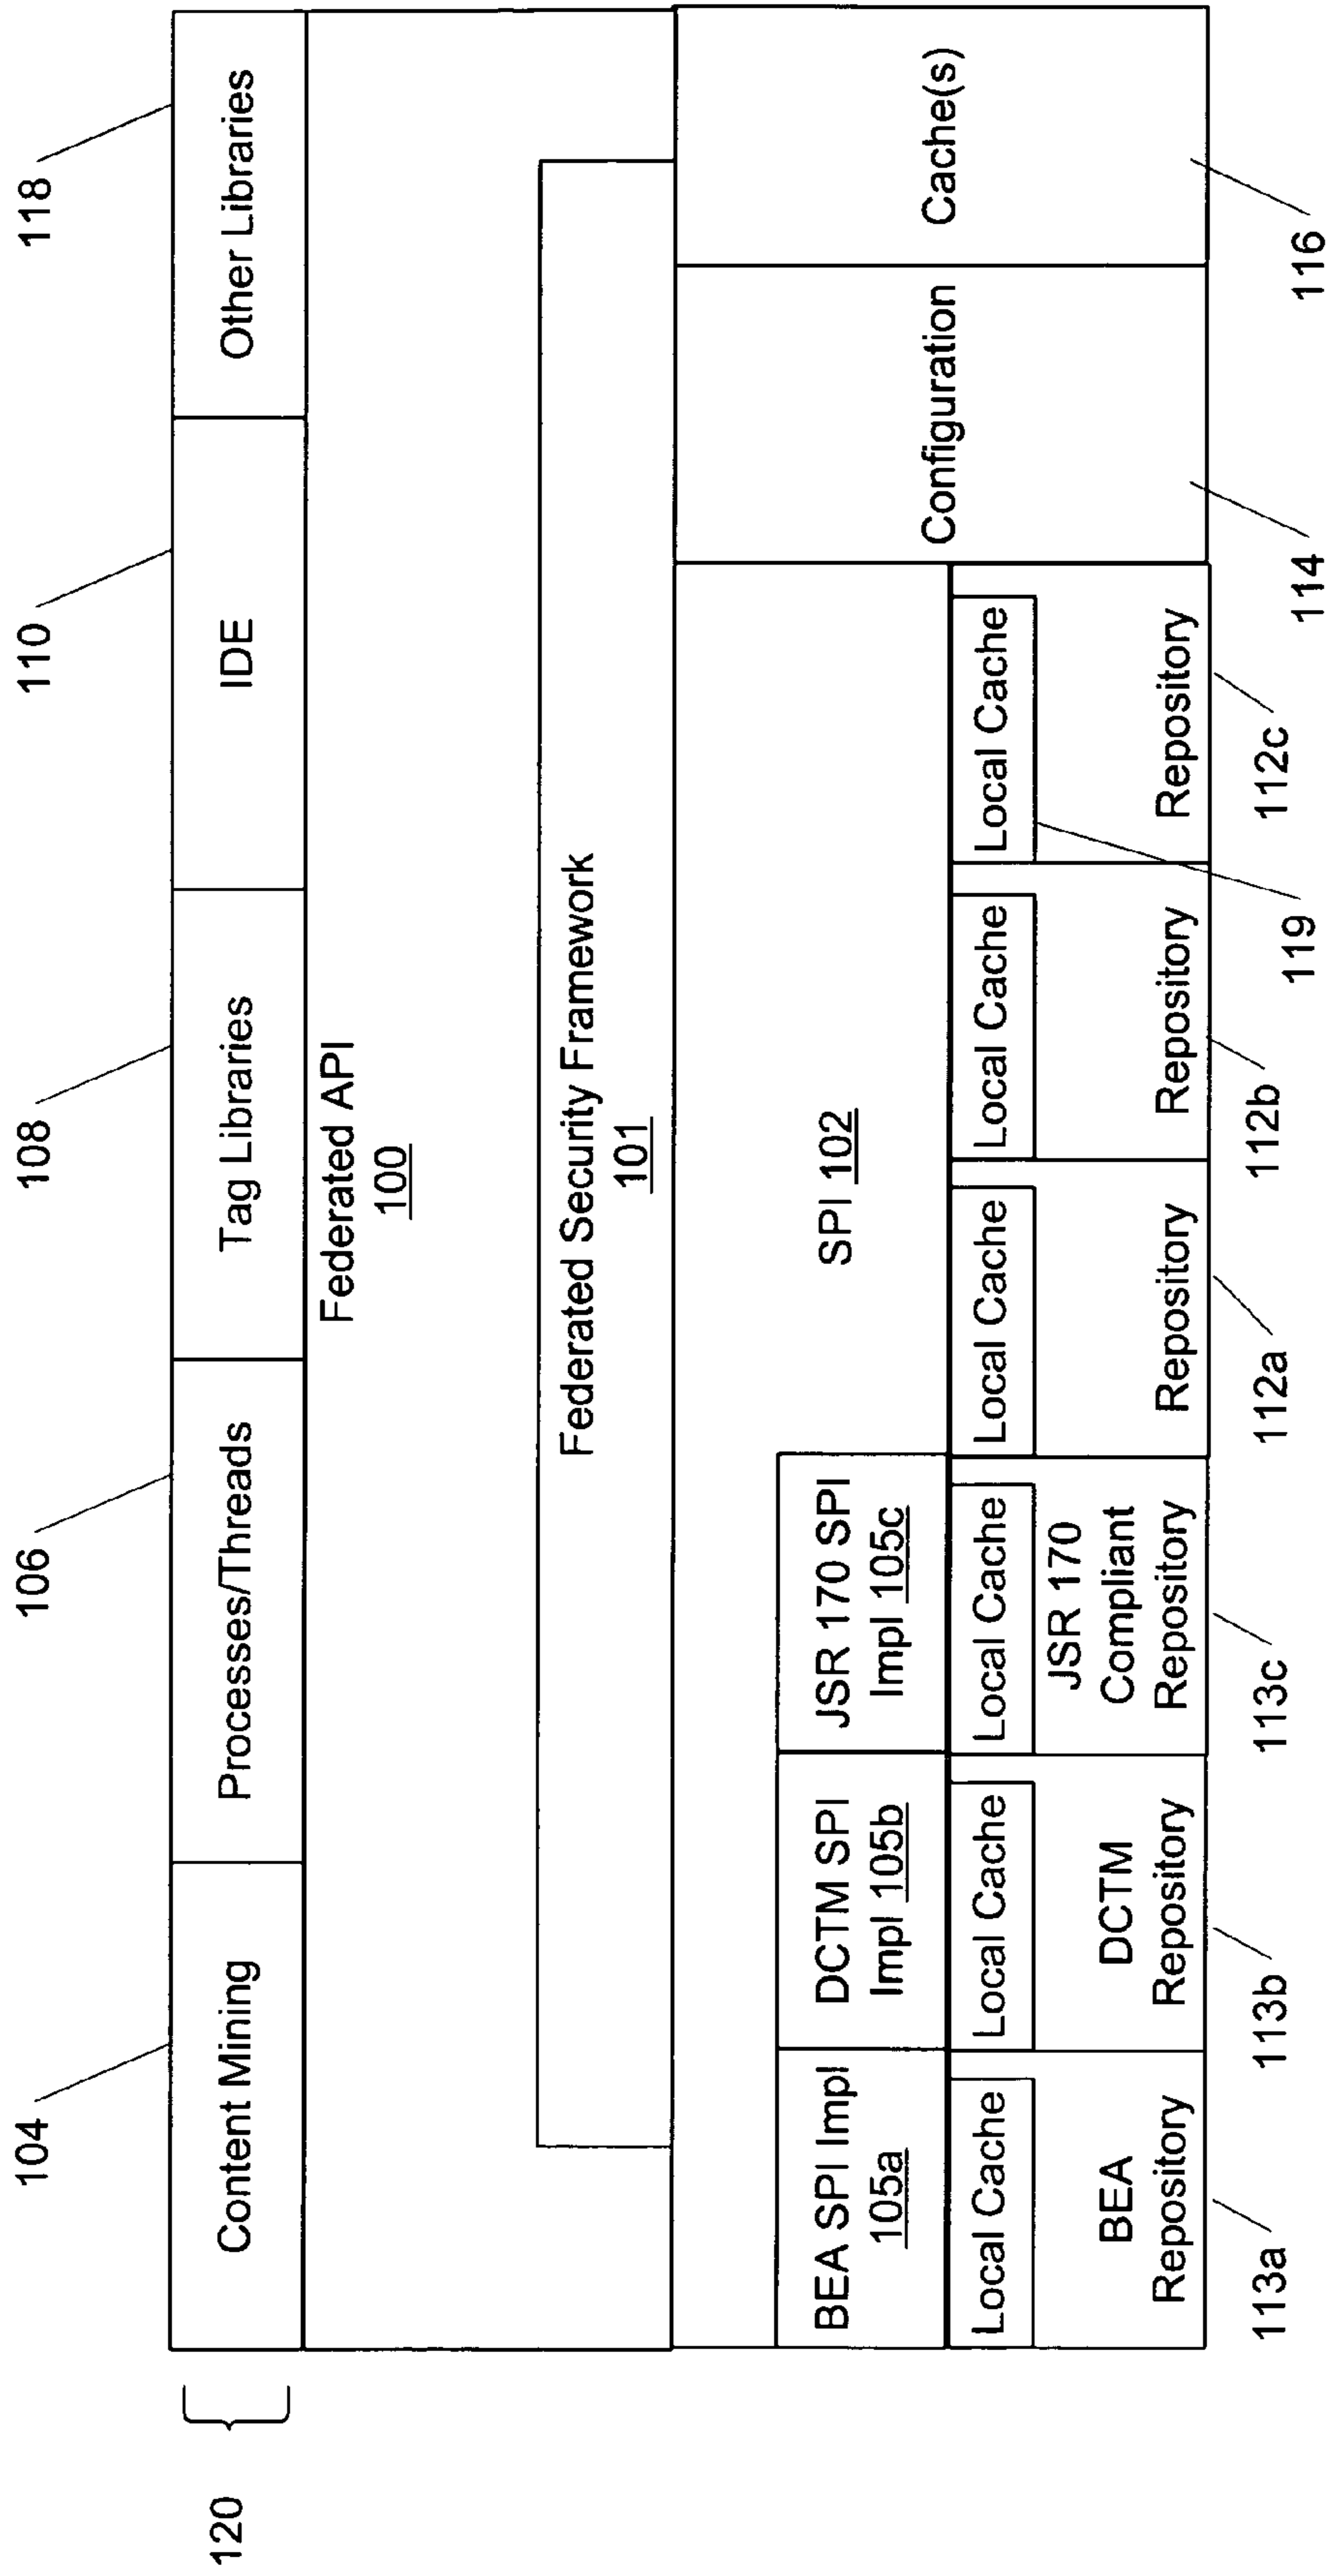 104
106
108
110
118
120
Content Mining
Processes/Threads
Tag Libraries
IDE
Other Libraries
Federated API
100
Federated Security Framework
101
SPI 102
BEA SPI Impl
105a
DCTM SPI
Impl 105b
JSR 170 SPI
Impl 105c
Configuration
Cache(s)
Local Cache
BEA
Repository
Local Cache
DCTM
Repository
Local Cache
JSR 170
Compliant
Repository
Local Cache
Repository
Local Cache
Repository
Local Cache
Repository
113a
113b
113c
112a
112b
119
112c
114
116